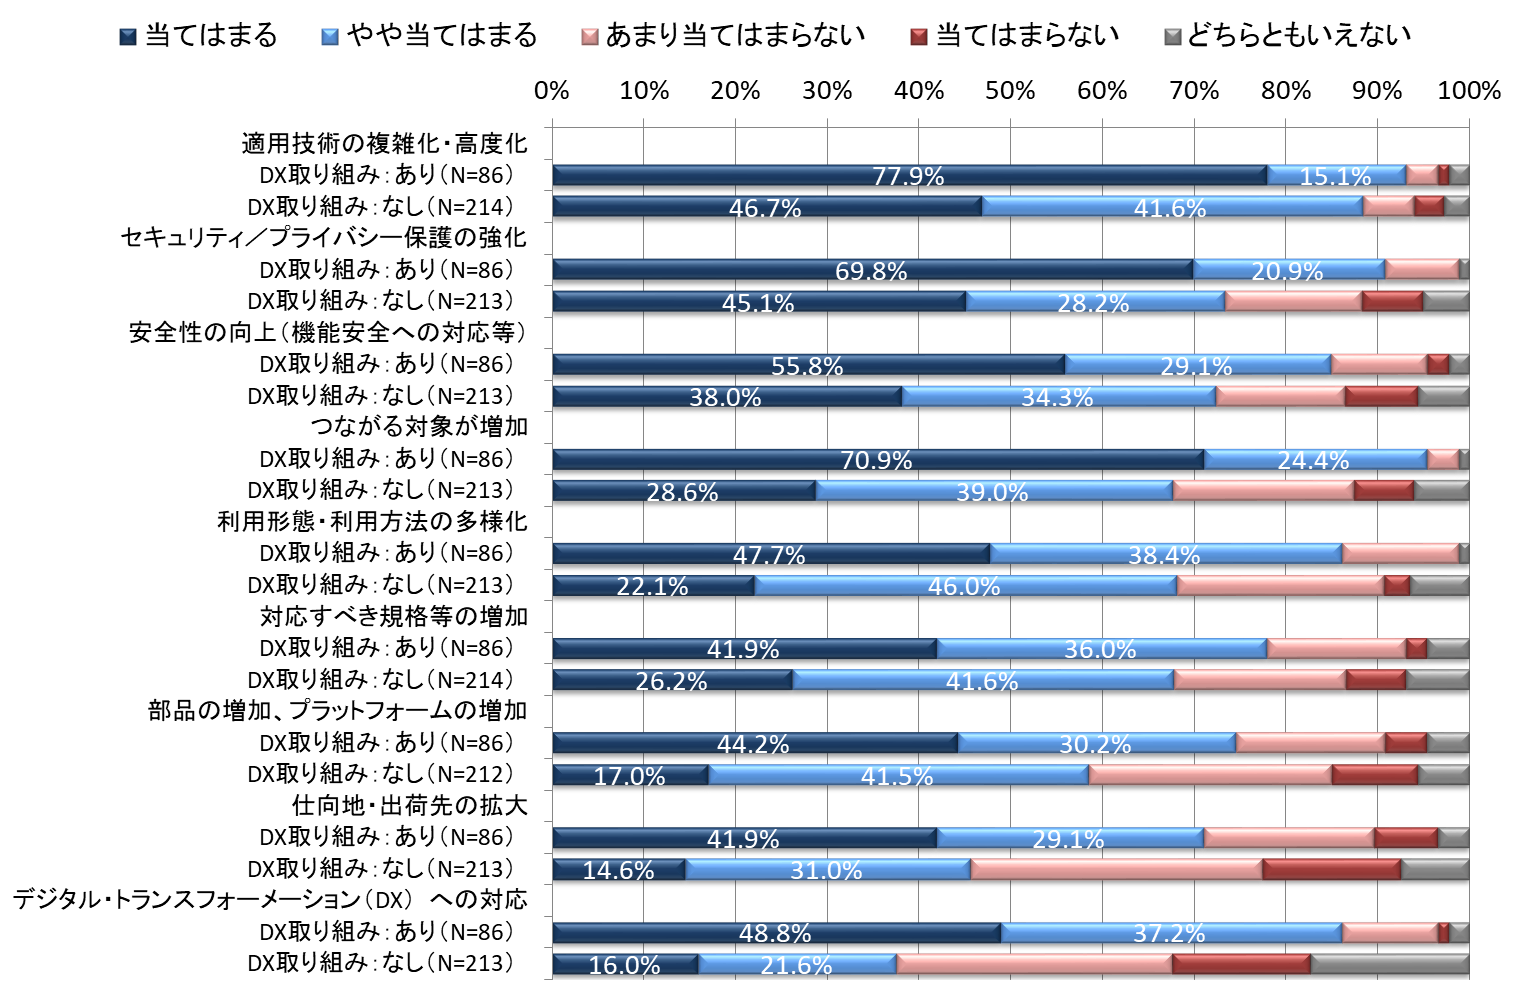 当てはまる やや当てはまる あまり当てはまらない 当てはまらない どちらともいえない
0% 10% 20% 30% 40% 50% 60% 70% 80% 90% 100%
適用技術の複雑化・高度化
DX取り組み：あり（N=86） 77.9% 15.1%
DX取り組み：なし（N=214） 46.7% 41.6%
セキュリティ／プライバシー保護の強化
DX取り組み：あり（N=86） 69.8% 20.9%
DX取り組み：なし（N=213） 45.1% 28.2%
安全性の向上（機能安全への対応等）
DX取り組み：あり（N=86） 55.8% 29.1%
DX取り組み：なし（N=213） 38.0% 34.3%
つながる対象が増加
DX取り組み：あり（N=86） 70.9% 24.4%
DX取り組み：なし（N=213） 28.6% 39.0%
利用形態・利用方法の多様化
DX取り組み：あり（N=86） 47.7% 38.4%
DX取り組み：なし（N=213） 22.1% 46.0%
対応すべき規格等の増加
DX取り組み：あり（N=86） 41.9% 36.0%
DX取り組み：なし（N=214） 26.2% 41.6%
部品の増加、プラットフォームの増加
DX取り組み：あり（N=86） 44.2% 30.2%
DX取り組み：なし（N=212） 17.0% 41.5%
仕向地・出荷先の拡大
DX取り組み：あり（N=86） 41.9% 29.1%
DX取り組み：なし（N=213） 14.6% 31.0%
デジタル・トランスフォーメーション（DX） への対応
DX取り組み：あり（N=86） 48.8% 37.2%
DX取り組み：なし（N=213） 16.0% 21.6%